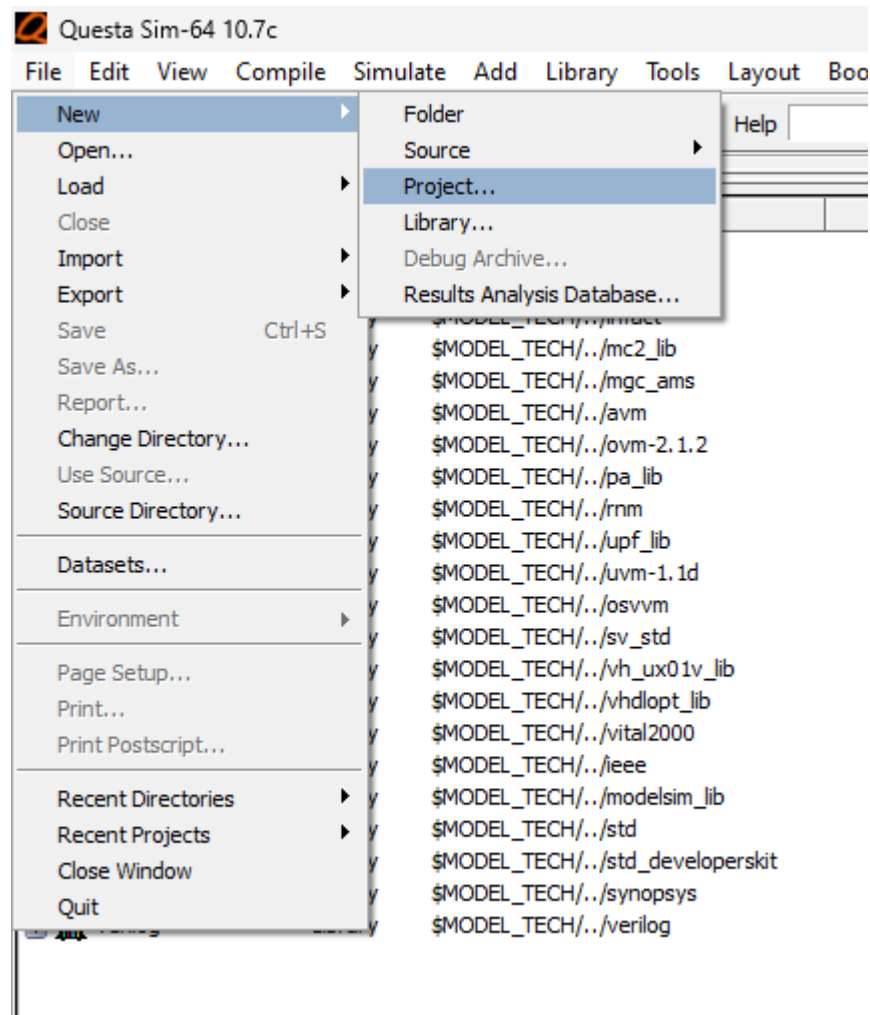 Questa Sim-64 10.7c
File Edit View Compile Simulate Add Library Tools Layout Boo
New
Open...
Load
Close
Import
Export
Save Ctrl+S
Save As...
Report...
Change Directory...
Use Source...
Source Directory...
Datasets...
Environment
Page Setup...
Print...
Print Postscript...
Recent Directories
Recent Projects
Close Window
Quit
Folder
Source
Project...
Library...
Debug Archive...
Results Analysis Database...
Help
y $MODEL_TECH/../mc2_lib
y $MODEL_TECH/../mgc_ams
y $MODEL_TECH/../avm
y $MODEL_TECH/../ovm-2.1.2
y $MODEL_TECH/../pa_lib
y $MODEL_TECH/../rnm
y $MODEL_TECH/../upf_lib
y $MODEL_TECH/../uvm-1.1d
y $MODEL_TECH/../osvvm
y $MODEL_TECH/../sv_std
y $MODEL_TECH/../vh_ux01v_lib
y $MODEL_TECH/../vhdlopt_lib
y $MODEL_TECH/../vital2000
y $MODEL_TECH/../ieee
y $MODEL_TECH/../modelsim_lib
y $MODEL_TECH/../std
y $MODEL_TECH/../std_developerskit
y $MODEL_TECH/../synopsys
y $MODEL_TECH/../verilog